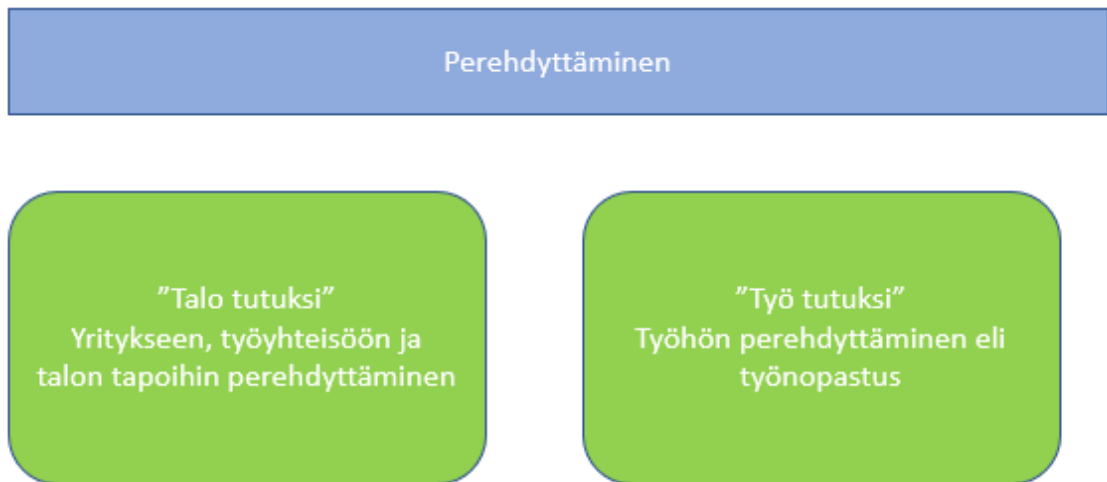 Perehdyttäminen
”Talo tutuksi”
Yritykseen, työyhteisöön ja
talon tapoihin perehdyttäminen
”Työ tutuksi”
Työhön perehdyttäminen eli
työnopastus